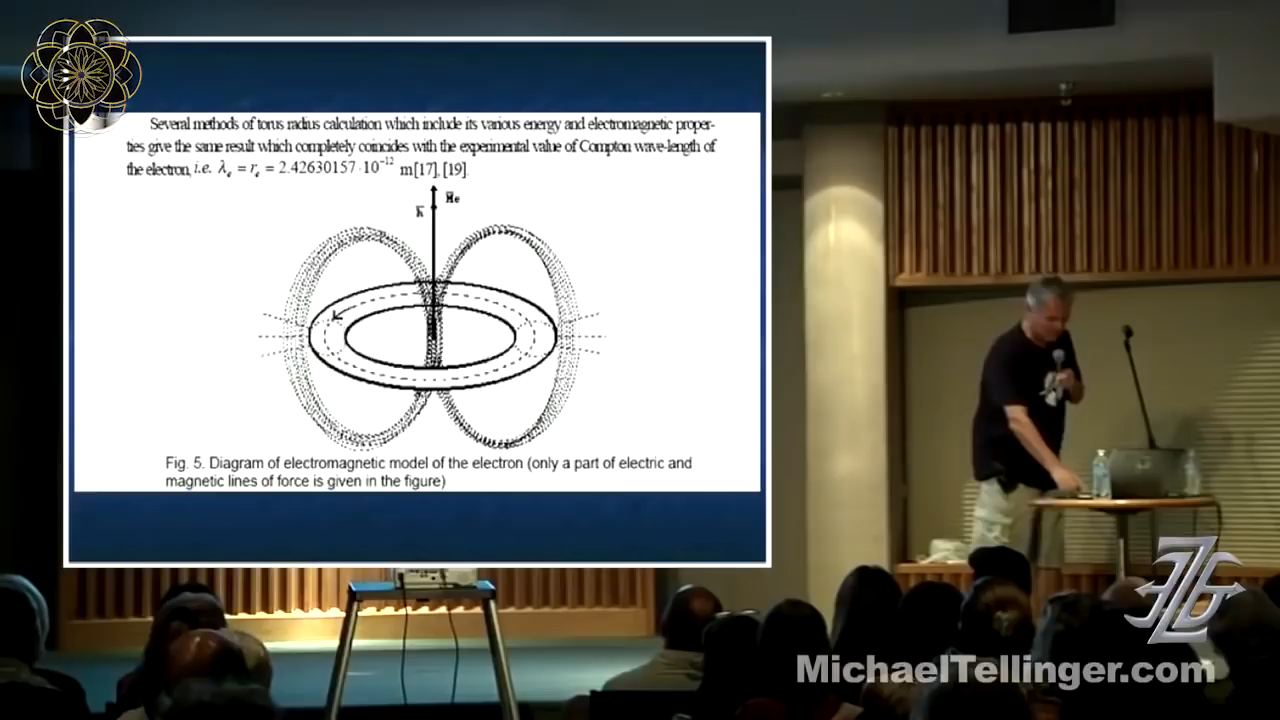 Several methods of torus radius calculation which include its various energy and electromagnetic proper-
ties give the same result which completely coincides with the experimental value of Compton wave-length of
the electron, i.e. λₑ = rₑ = 2.42630157·10⁻¹² m[17], [19].
Fig. 5. Diagram of electromagnetic model of the electron (only a part of electric and
magnetic lines of force is given in the figure)
MichaelTellinger.com